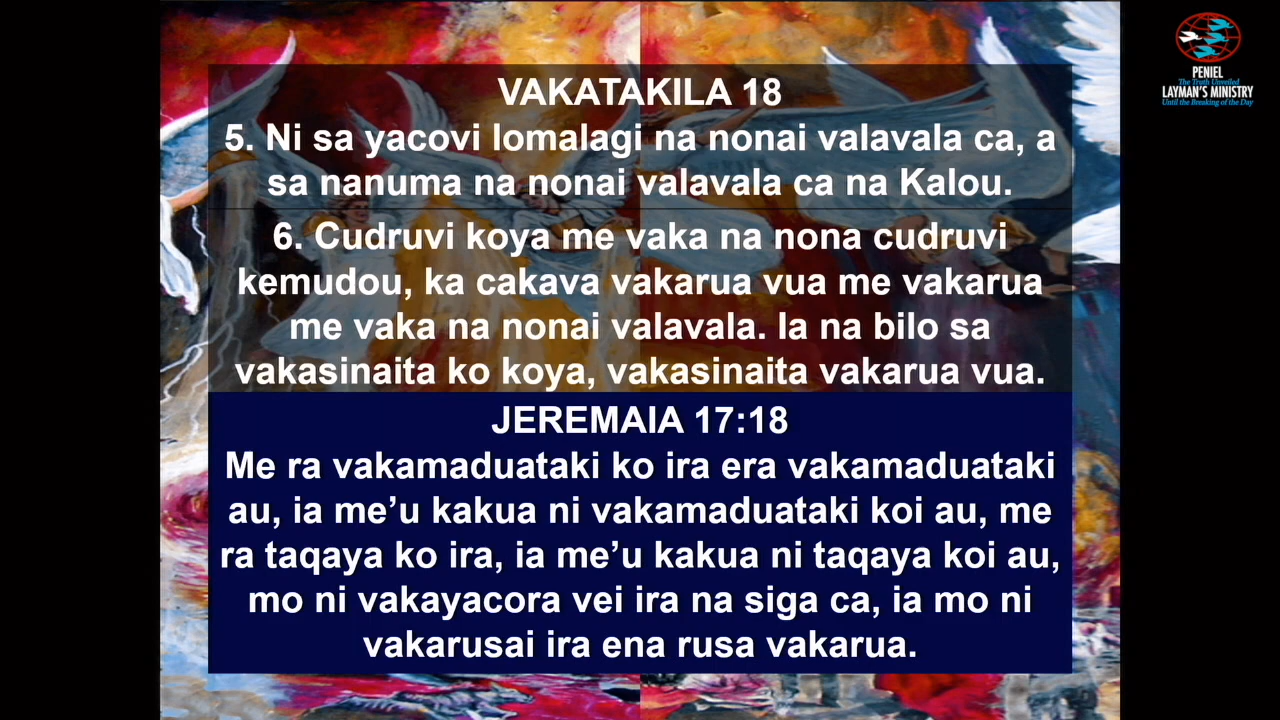 VAKATAKILA 18
5. Ni sa yacovi lomalagi na nonai valavala ca, a
sa nanuma na nonai valavala ca na Kalou.
6. Cudruvi koya me vaka na nona cudruvi
kemudou, ka cakava vakarua vua me vakarua
me vaka na nonai valavala. Ia na bilo sa
vakasinaita ko koya, vakasinaita vakarua vua.
JEREMAIA 17:18
Me ra vakamaduataki ko ira era vakamaduataki
au, ia me’u kakua ni vakamaduataki koi au, me
ra taqaya ko ira, ia me’u kakua ni taqaya koi au,
mo ni vakayacora vei ira na siga ca, ia mo ni
vakarusai ira ena rusa vakarua.
PENIEL
The Truth Unveiled
LAYMAN'S MINISTRY
Until the Breaking of the Day